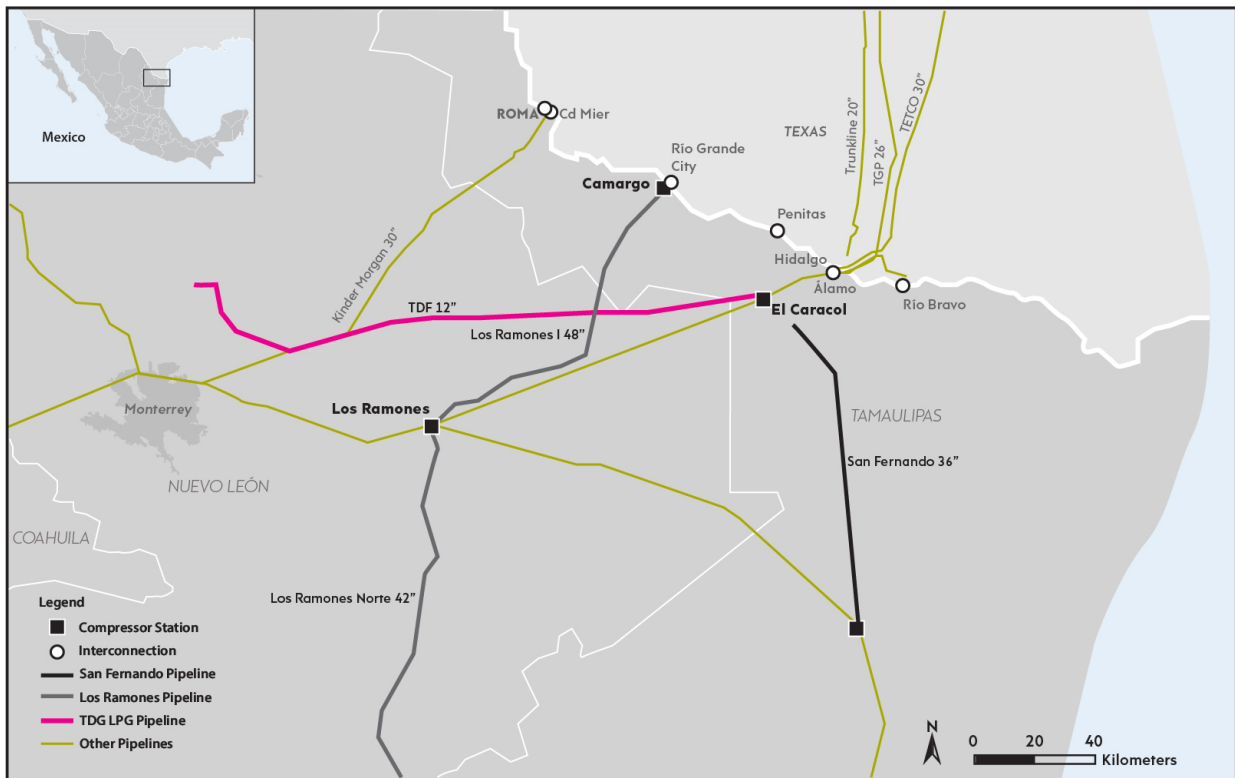 Mexico
ROMA
Cd Mier
TEXAS
Trunkline 20”
TGP 26”
TETCO 30”
Río Grande
City
Camargo
Penitas
Hidalgo
Álamo
Río Bravo
Kinder Morgan 30”
TDF 12”
El Caracol
Los Ramones I 48”
Monterrey
Los Ramones
TAMAULIPAS
San Fernando 36”
NUEVO LEÓN
COAHUILA
Los Ramones Norte 42”
Legend
Compressor Station
Interconnection
San Fernando Pipeline
Los Ramones Pipeline
TDG LPG Pipeline
Other Pipelines
N
0 20 40
Kilometers